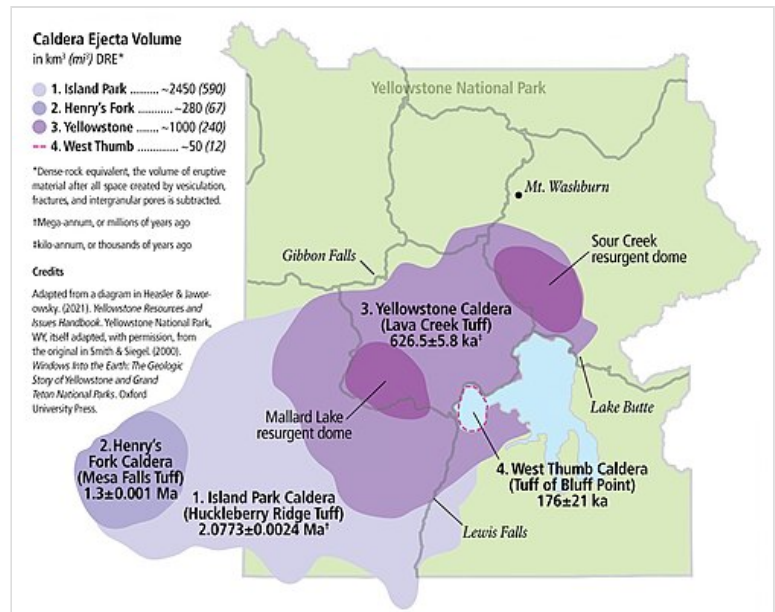 Caldera Ejecta Volume
in km³ (mi³) DRE*
1. Island Park ......... ~2450 (590)
2. Henry's Fork ............ ~280 (67)
3. Yellowstone ...... ~1000 (240)
4. West Thumb .............. ~50 (12)
*Dense-rock equivalent, the volume of eruptive
material after all space created by vesiculation,
fractures, and intergranular pores is subtracted.
†Mega-annum, or millions of years ago
‡kilo-annum, or thousands of years ago
Credits
Adapted from a diagram in Heasler & Jawor-
owsky. (2021). Yellowstone Resources and
Issues Handbook. Yellowstone National Park,
WY, itself adapted, with permission, from
the original in Smith & Siegel. (2000).
Windows Into the Earth: The Geologic
Story of Yellowstone and Grand
Teton National Parks. Oxford
University Press.
Yellowstone National Park
Mt. Washburn
Sour Creek
resurgent dome
Gibbon Falls
3. Yellowstone Caldera
(Lava Creek Tuff)
626.5±5.8 ka‡
Lake Butte
Mallard Lake
resurgent dome
2. Henry's
Fork Caldera
(Mesa Falls Tuff)
1.3±0.001 Ma
4. West Thumb Caldera
(Tuff of Bluff Point)
176±21 ka
1. Island Park Caldera
(Huckleberry Ridge Tuff)
2.0773±0.0024 Ma†
Lewis Falls